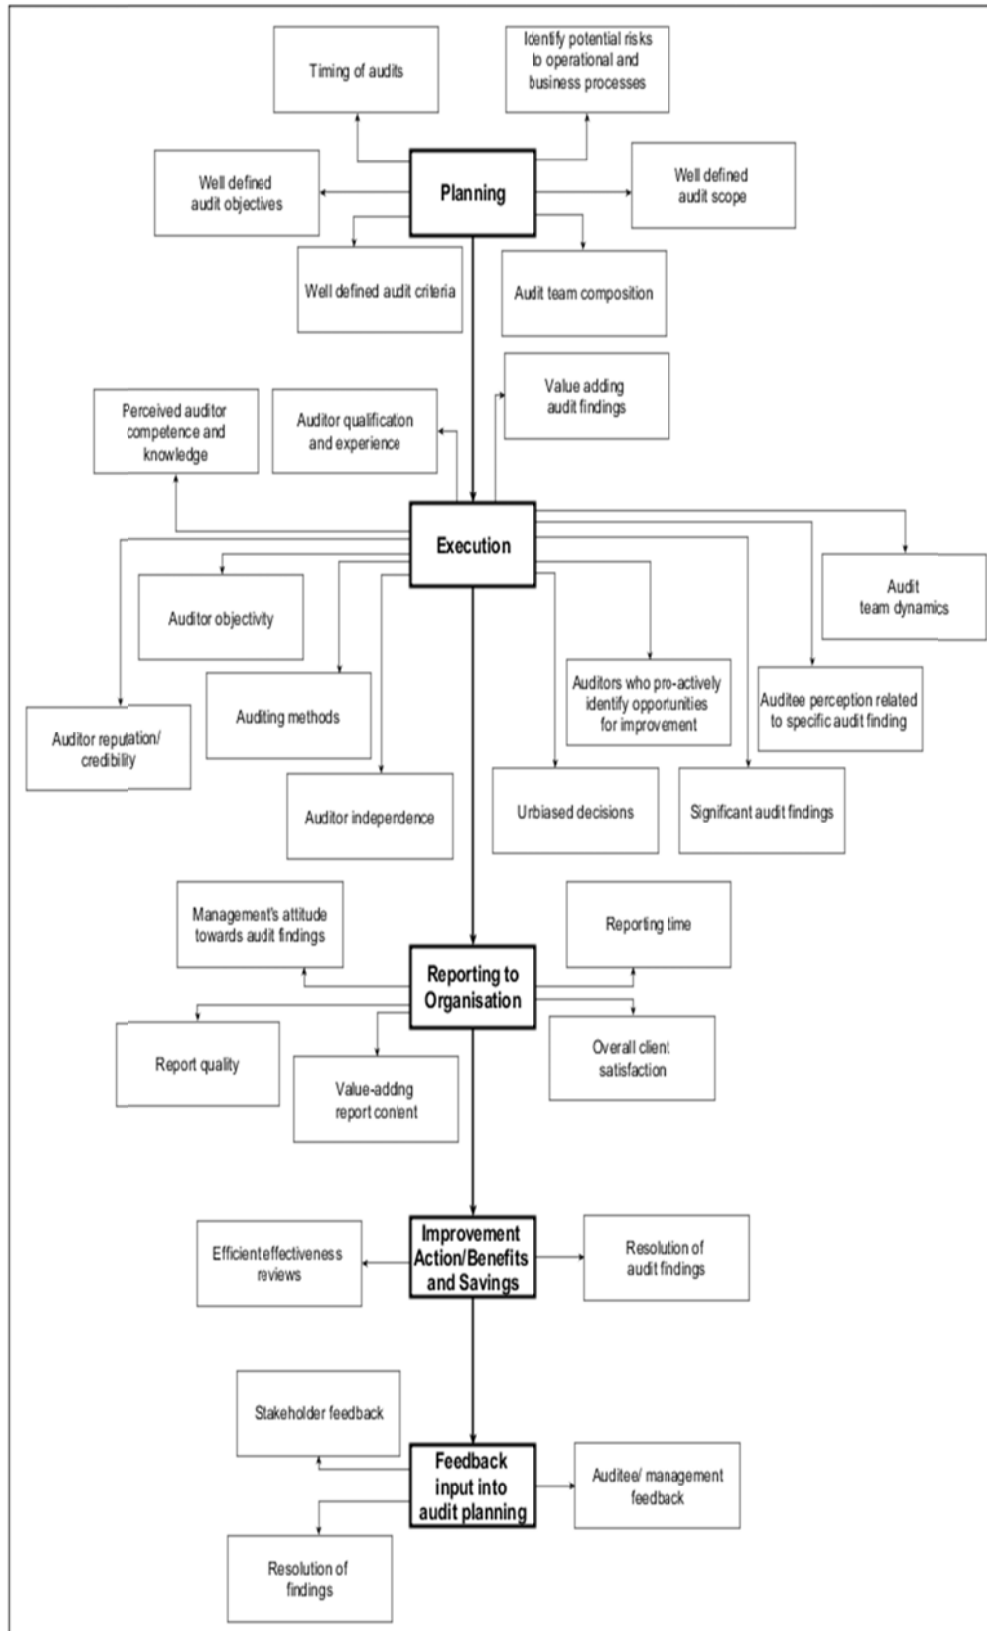 Timing of audits
Identify potential risks
to operational and
business processes
Well defined
audit objectives
Planning
Well defined
audit scope
Well defined audit criteria
Audit team composition
Value adding
audit findings
Perceived auditor
competence and
knowledge
Auditor qualification
and experience
Execution
Audit
team dynamics
Auditor objectivity
Auditors who pro-actively
identify opportunities
for improvement
Auditee perception related
to specific audit finding
Auditing methods
Auditor reputation/
credibility
Auditor indeperdence
Urbiased decisions
Significant audit findings
Management's attitude
towards audit findings
Reporting time
Reporting to
Organisation
Report quality
Value-adding
report content
Overall client
satisfaction
Improvement
Action/Benefits
and Savings
Efficient effectiveness
reviews
Resolution of
audit findings
Stakeholder feedback
Feedback
input into
audit planning
Auditee/ management
feedback
Resolution of
findings